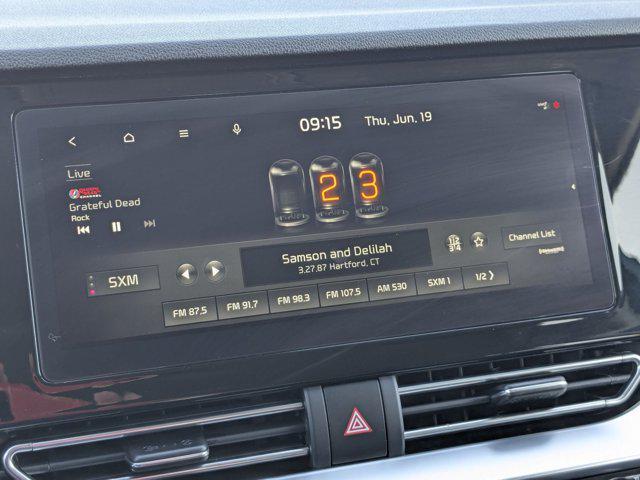 09:15 Thu, Jun. 19
Live
Grateful Dead
Rock
23
Samson and Delilah
3.27.87 Hartford, CT
Channel List
SXM
FM 87.5 FM 91.7 FM 98.3 FM 107.5 AM 530 SXM 1 1/2 >